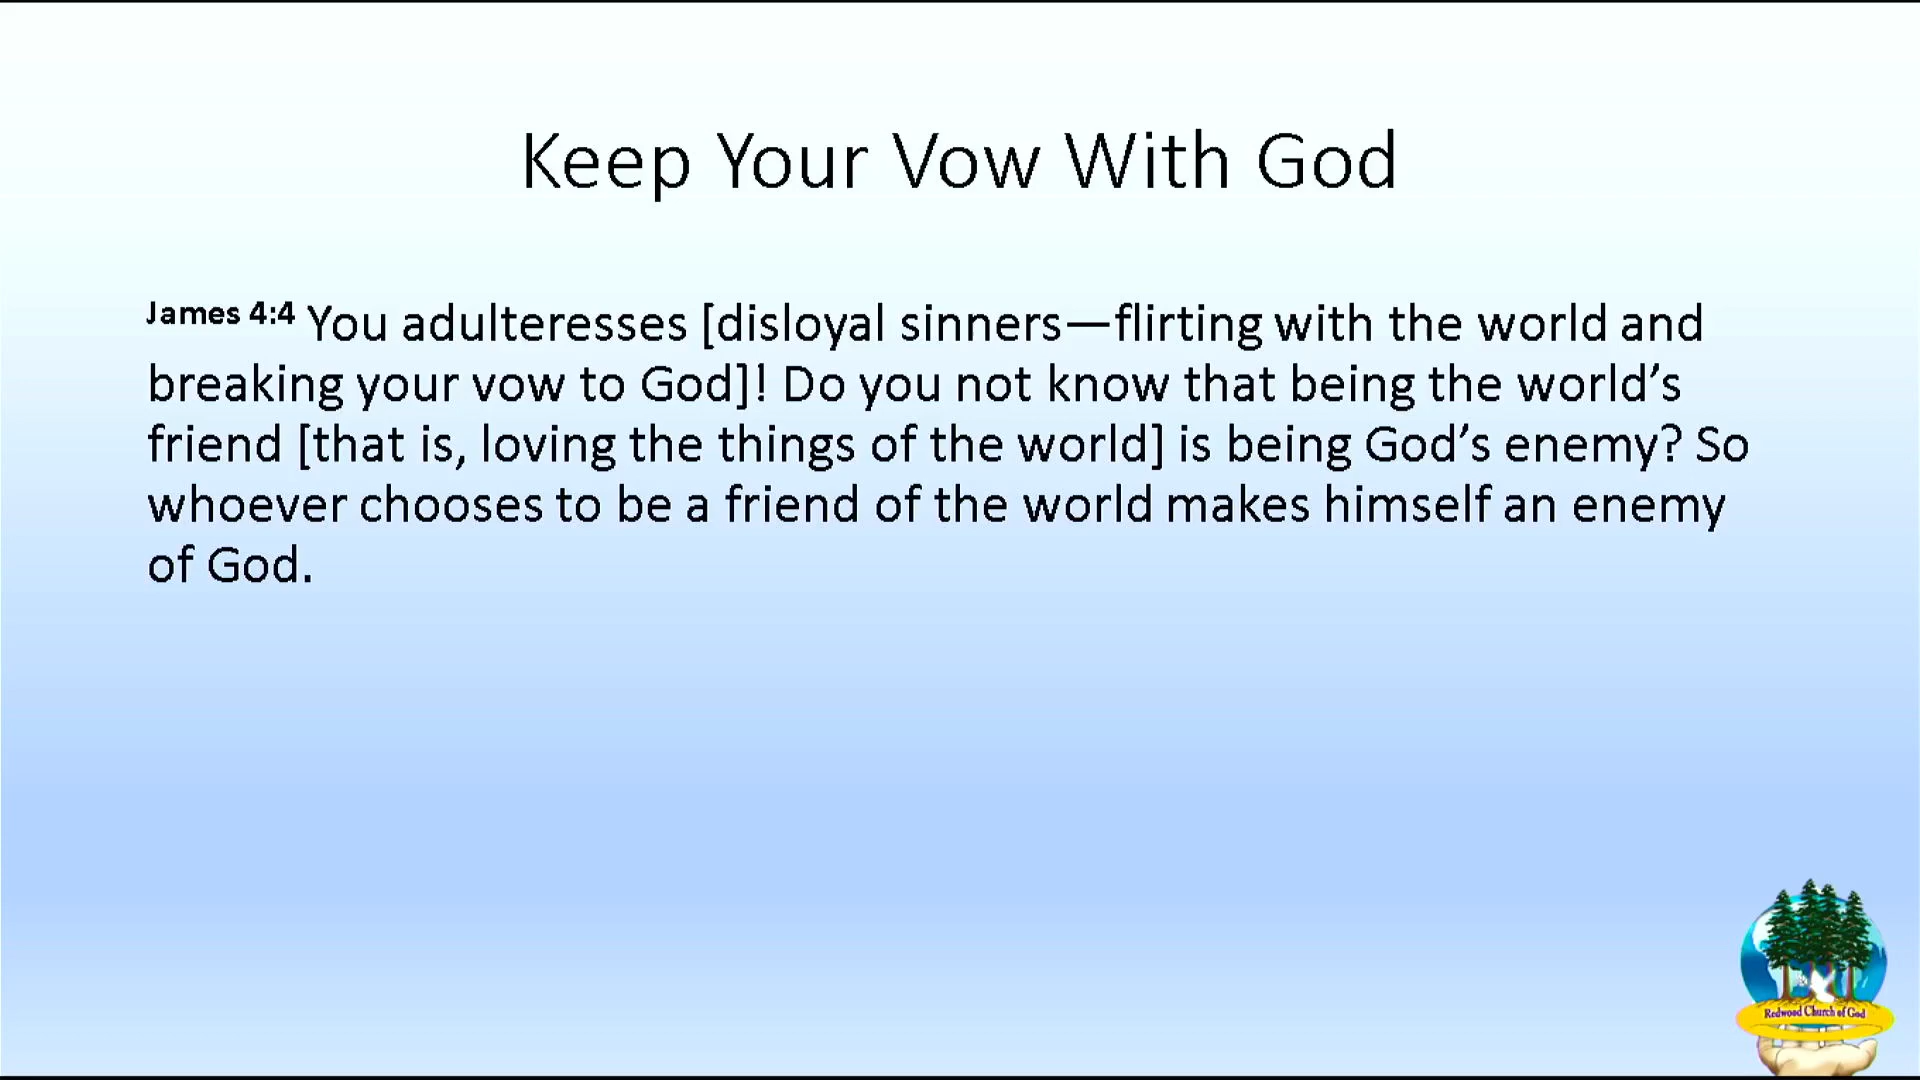 Keep Your Vow With God
James 4:4 You adulteresses [disloyal sinners—flirting with the world and
breaking your vow to God]! Do you not know that being the world’s
friend [that is, loving the things of the world] is being God’s enemy? So
whoever chooses to be a friend of the world makes himself an enemy
of God.
Redwood Church of God